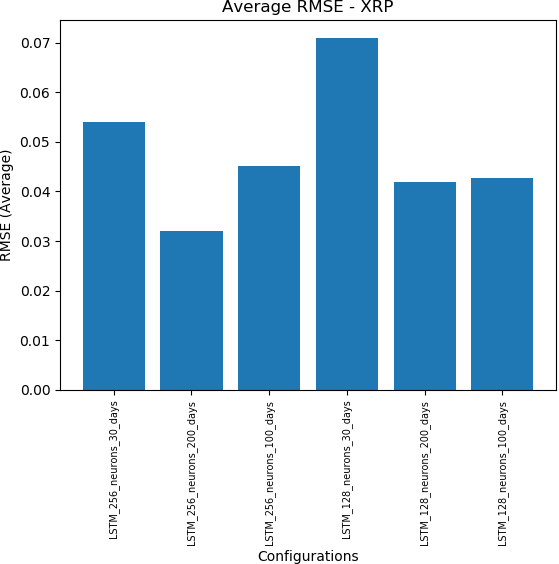 Average RMSE - XRP
RMSE (Average)
0.07
0.06
0.05
0.04
0.03
0.02
0.01
0.00
LSTM_256_neurons_30_days
LSTM_256_neurons_200_days
LSTM_256_neurons_100_days
LSTM_128_neurons_30_days
LSTM_128_neurons_200_days
LSTM_128_neurons_100_days
Configurations